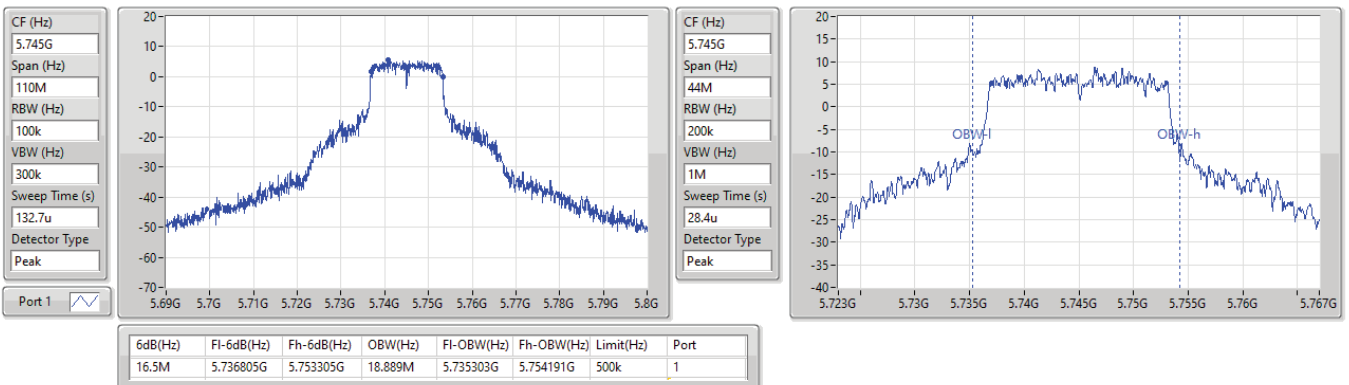 CF (Hz)
5.745G
Span (Hz)
110M
RBW (Hz)
100k
VBW (Hz)
300k
Sweep Time (s)
132.7u
Detector Type
Peak
Port 1
20
10
0
-10
-20
-30
-40
-50
-60
-70
5.69G 5.7G 5.71G 5.72G 5.73G 5.74G 5.75G 5.76G 5.77G 5.78G 5.79G 5.8G
CF (Hz)
5.745G
Span (Hz)
44M
RBW (Hz)
200k
VBW (Hz)
1M
Sweep Time (s)
28.4u
Detector Type
Peak
20
15
10
5
0
-5
-10
-15
-20
-25
-30
-35
-40
OBW-l OBW-h
5.723G 5.73G 5.735G 5.74G 5.745G 5.75G 5.755G 5.76G 5.767G
6dB(Hz) Fl-6dB(Hz) Fh-6dB(Hz) OBW(Hz) Fl-OBW(Hz) Fh-OBW(Hz) Limit(Hz) Port
16.5M 5.736805G 5.753305G 18.889M 5.735303G 5.754191G 500k 1